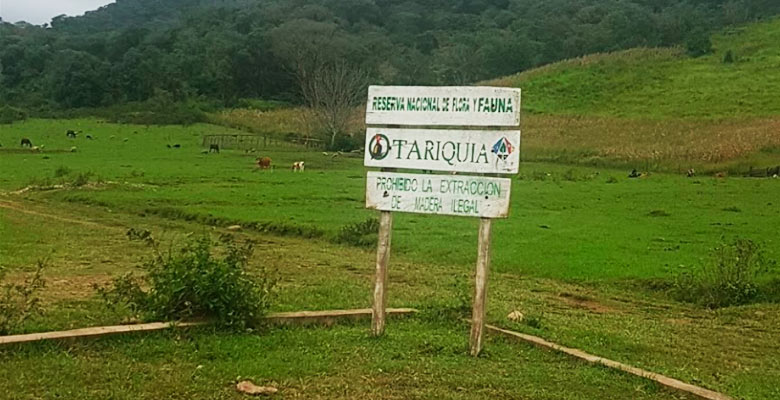 RESERVA NACIONAL DE FLORA Y FAUNA
TARIQUIA
PROHIBIDO LA EXTRACCION
DE MADERA ILEGAL